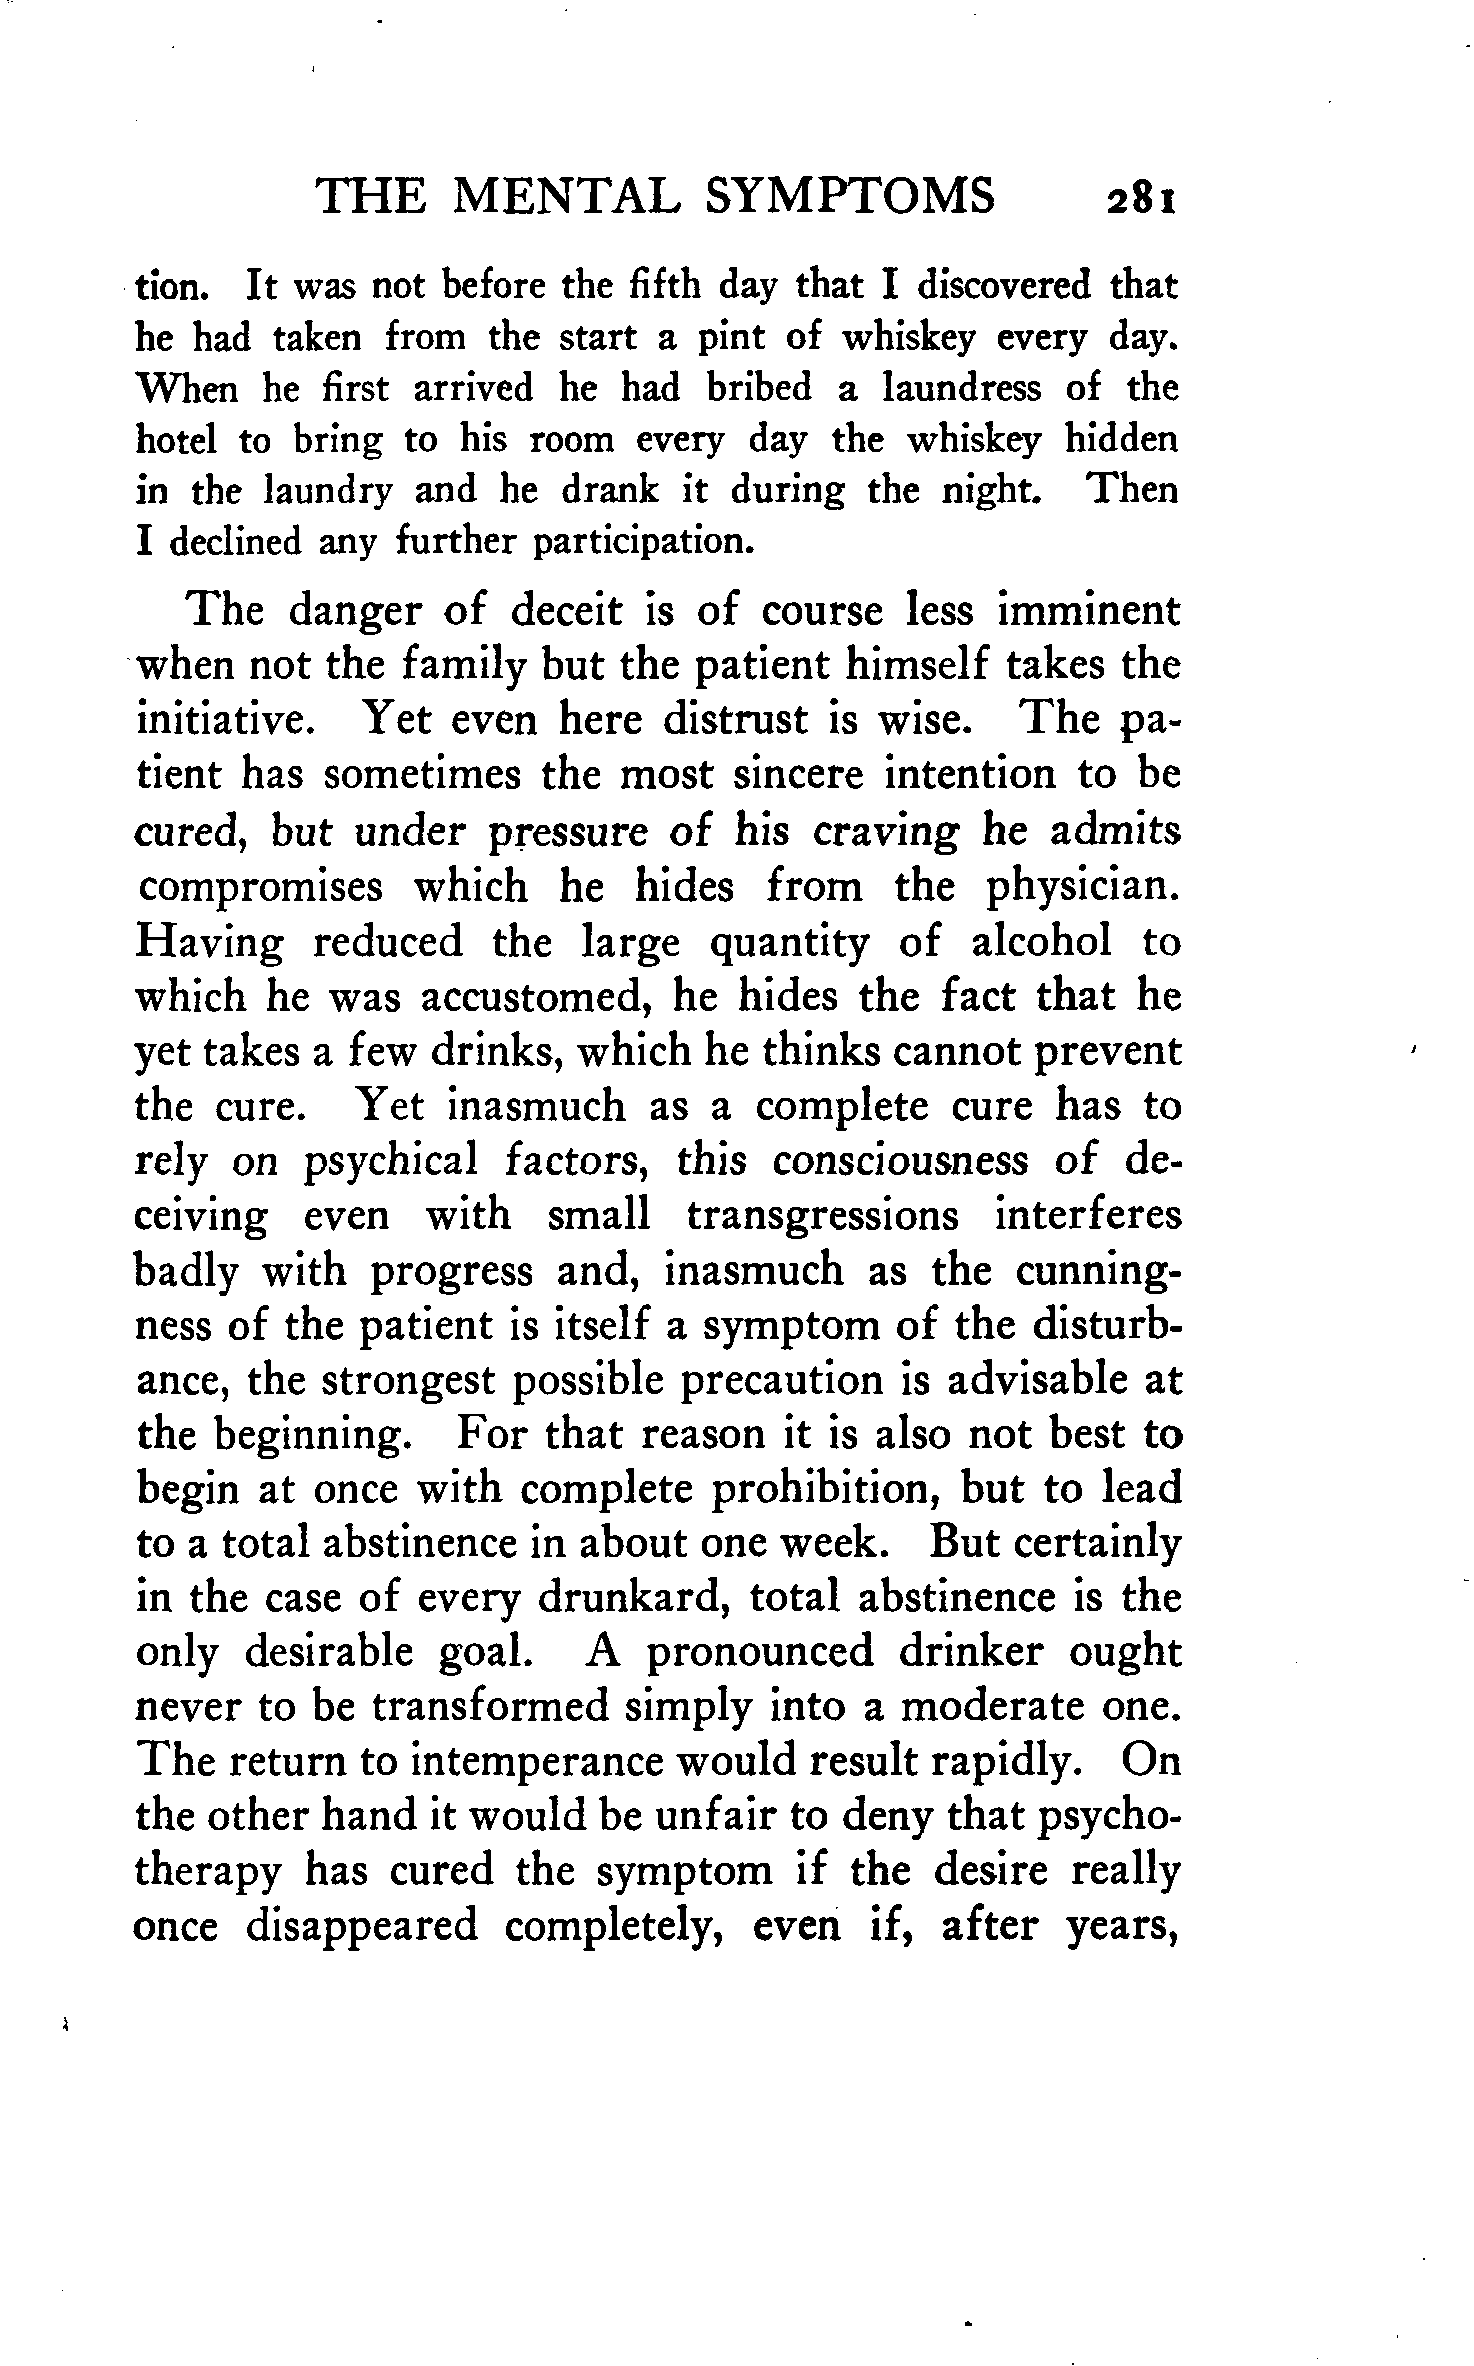 THE MENTAL SYMPTOMS 281
tion. It was not before the fifth day that I discovered that
he had taken from the start a pint of whiskey every day.
When he first arrived he had bribed a laundress of the
hotel to bring to his room every day the whiskey hidden
in the laundry and he drank it during the night. Then
I declined any further participation.
The danger of deceit is of course less imminent
when not the family but the patient himself takes the
initiative. Yet even here distrust is wise. The pa-
tient has sometimes the most sincere intention to be
cured, but under pressure of his craving he admits
compromises which he hides from the physician.
Having reduced the large quantity of alcohol to
which he was accustomed, he hides the fact that he
yet takes a few drinks, which he thinks cannot prevent
the cure. Yet inasmuch as a complete cure has to
rely on psychical factors, this consciousness of de-
ceiving even with small transgressions interferes
badly with progress and, inasmuch as the cunning-
ness of the patient is itself a symptom of the disturb-
ance, the strongest possible precaution is advisable at
the beginning. For that reason it is also not best to
begin at once with complete prohibition, but to lead
to a total abstinence in about one week. But certainly
in the case of every drunkard, total abstinence is the
only desirable goal. A pronounced drinker ought
never to be transformed simply into a moderate one.
The return to intemperance would result rapidly. On
the other hand it would be unfair to deny that psycho-
therapy has cured the symptom if the desire really
once disappeared completely, even if, after years,